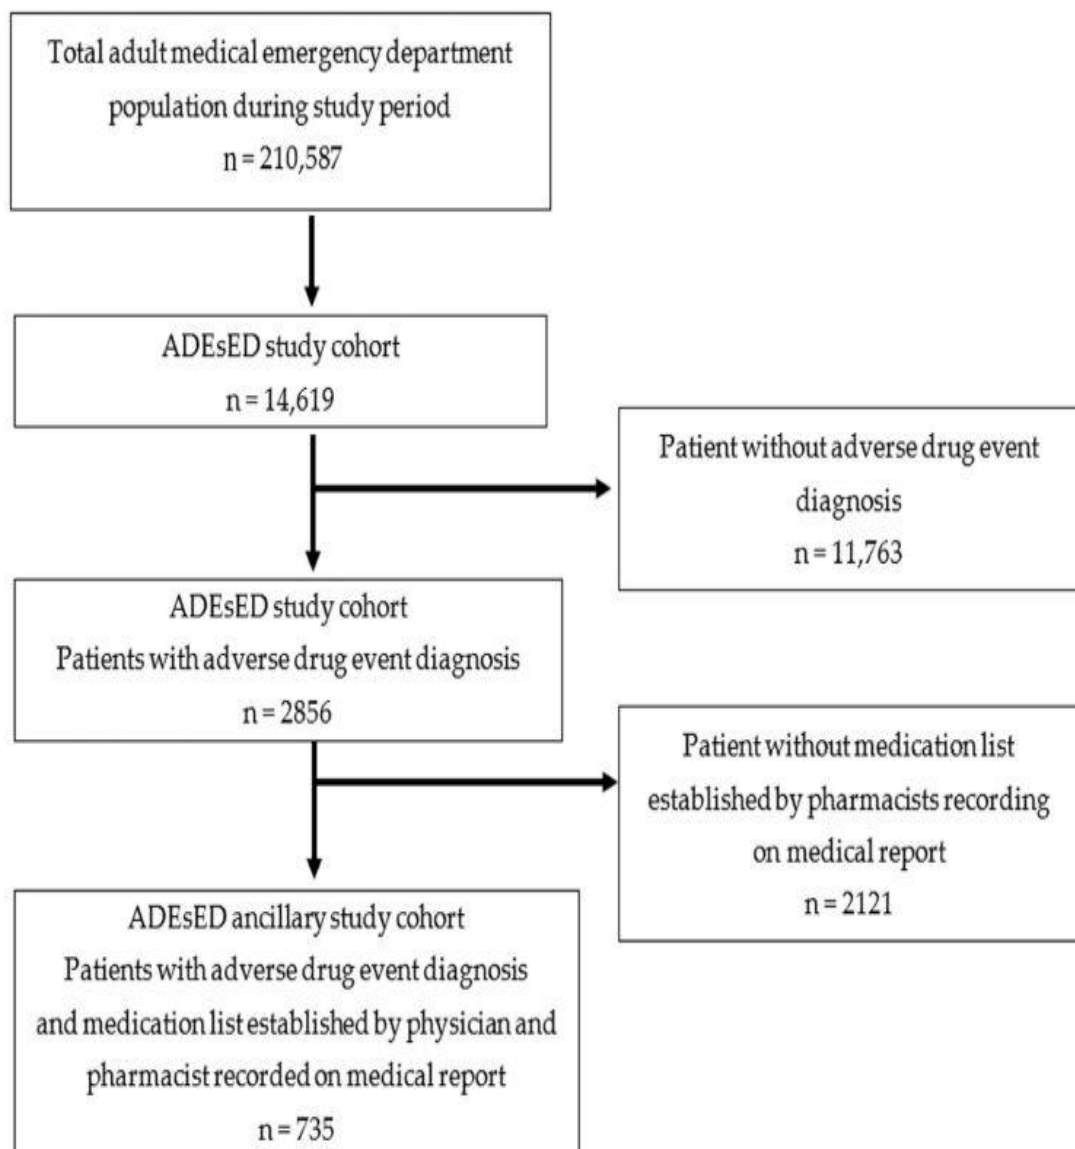 Total adult medical emergency department
population during study period
n = 210,587
ADEsED study cohort
n = 14,619
Patient without adverse drug event
diagnosis
n = 11,763
ADEsED study cohort
Patients with adverse drug event diagnosis
n = 2856
Patient without medication list
established by pharmacists recording
on medical report
n = 2121
ADEsED ancillary study cohort
Patients with adverse drug event diagnosis
and medication list established by physician and
pharmacist recorded on medical report
n = 735